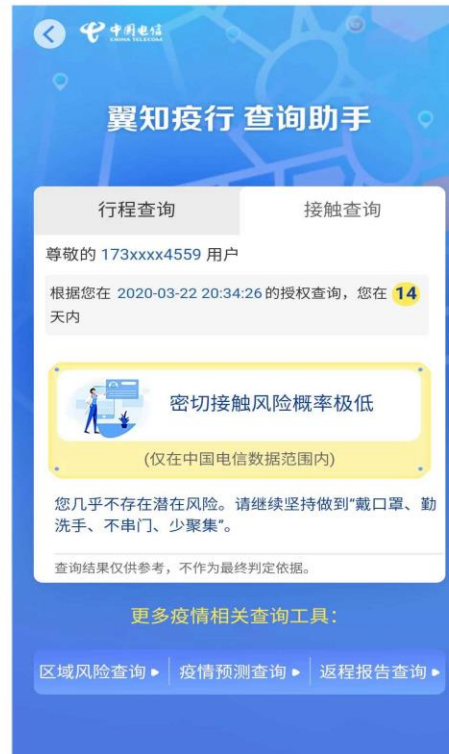 中国电信
CHINA TELECOM
翼知疫行 查询助手
行程查询
接触查询
尊敬的 173xxxx4559 用户
根据您在 2020-03-22 20:34:26 的授权查询，您在 14
天内
密切接触风险概率极低
(仅在中国电信数据范围内)
您几乎不存在潜在风险。请继续坚持做到“戴口罩、勤
洗手、不串门、少聚集”。
查询结果仅供参考，不作为最终判定依据。
更多疫情相关查询工具：
区域风险查询
疫情预测查询
返程报告查询